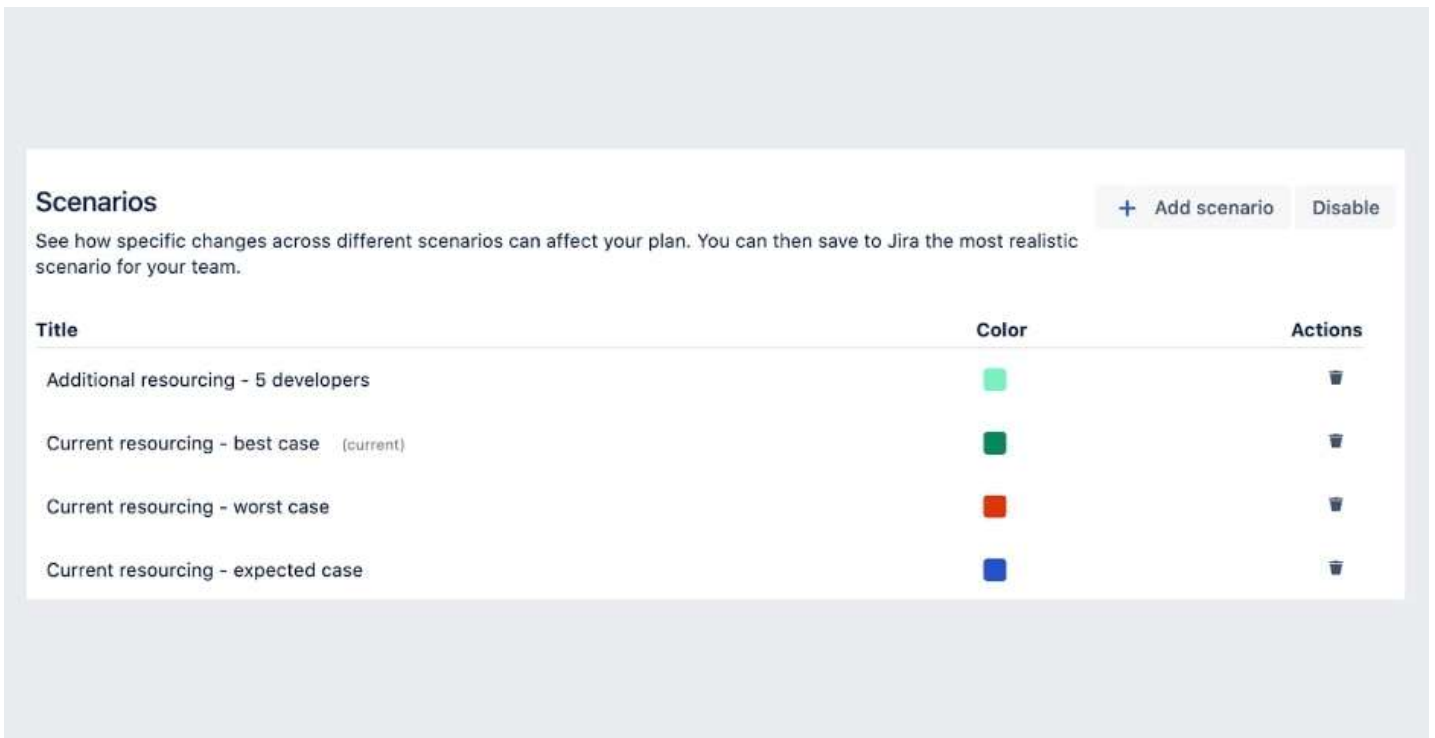 Scenarios
+ Add scenario
Disable
See how specific changes across different scenarios can affect your plan. You can then save to Jira the most realistic
scenario for your team.
Title Color Actions
Additional resourcing - 5 developers
Current resourcing - best case (current)
Current resourcing - worst case
Current resourcing - expected case